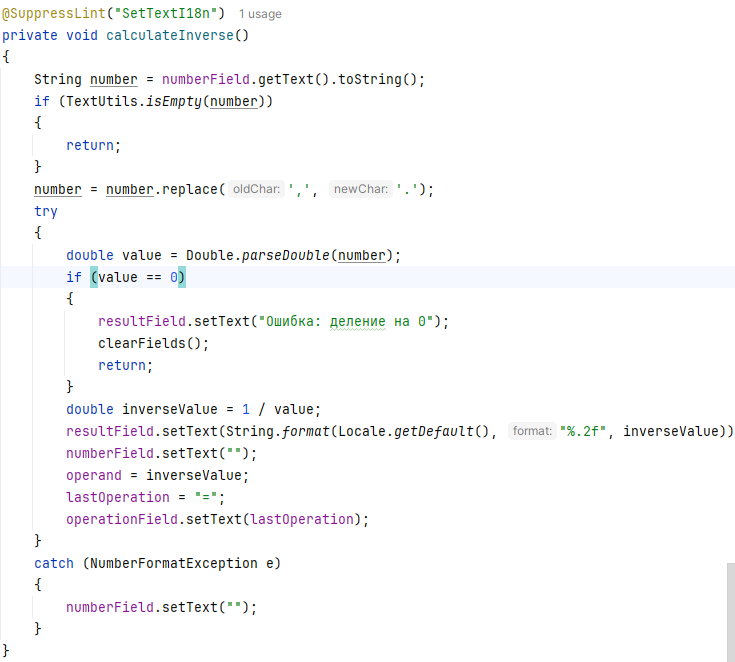 @SuppressLint("SetTextI18n") 1 usage
private void calculateInverse()
{
    String number = numberField.getText().toString();
    if (TextUtils.isEmpty(number))
    {
        return;
    }
    number = number.replace( oldChar: ',', newChar: '.');
    try
    {
        double value = Double.parseDouble(number);
        if (value == 0)
        {
            resultField.setText("Ошибка: деление на 0");
            clearFields();
            return;
        }
        double inverseValue = 1 / value;
        resultField.setText(String.format(Locale.getDefault(), format: "%.2f", inverseValue))
        numberField.setText("");
        operand = inverseValue;
        lastOperation = "=";
        operationField.setText(lastOperation);
    }
    catch (NumberFormatException e)
    {
        numberField.setText("");
    }
}